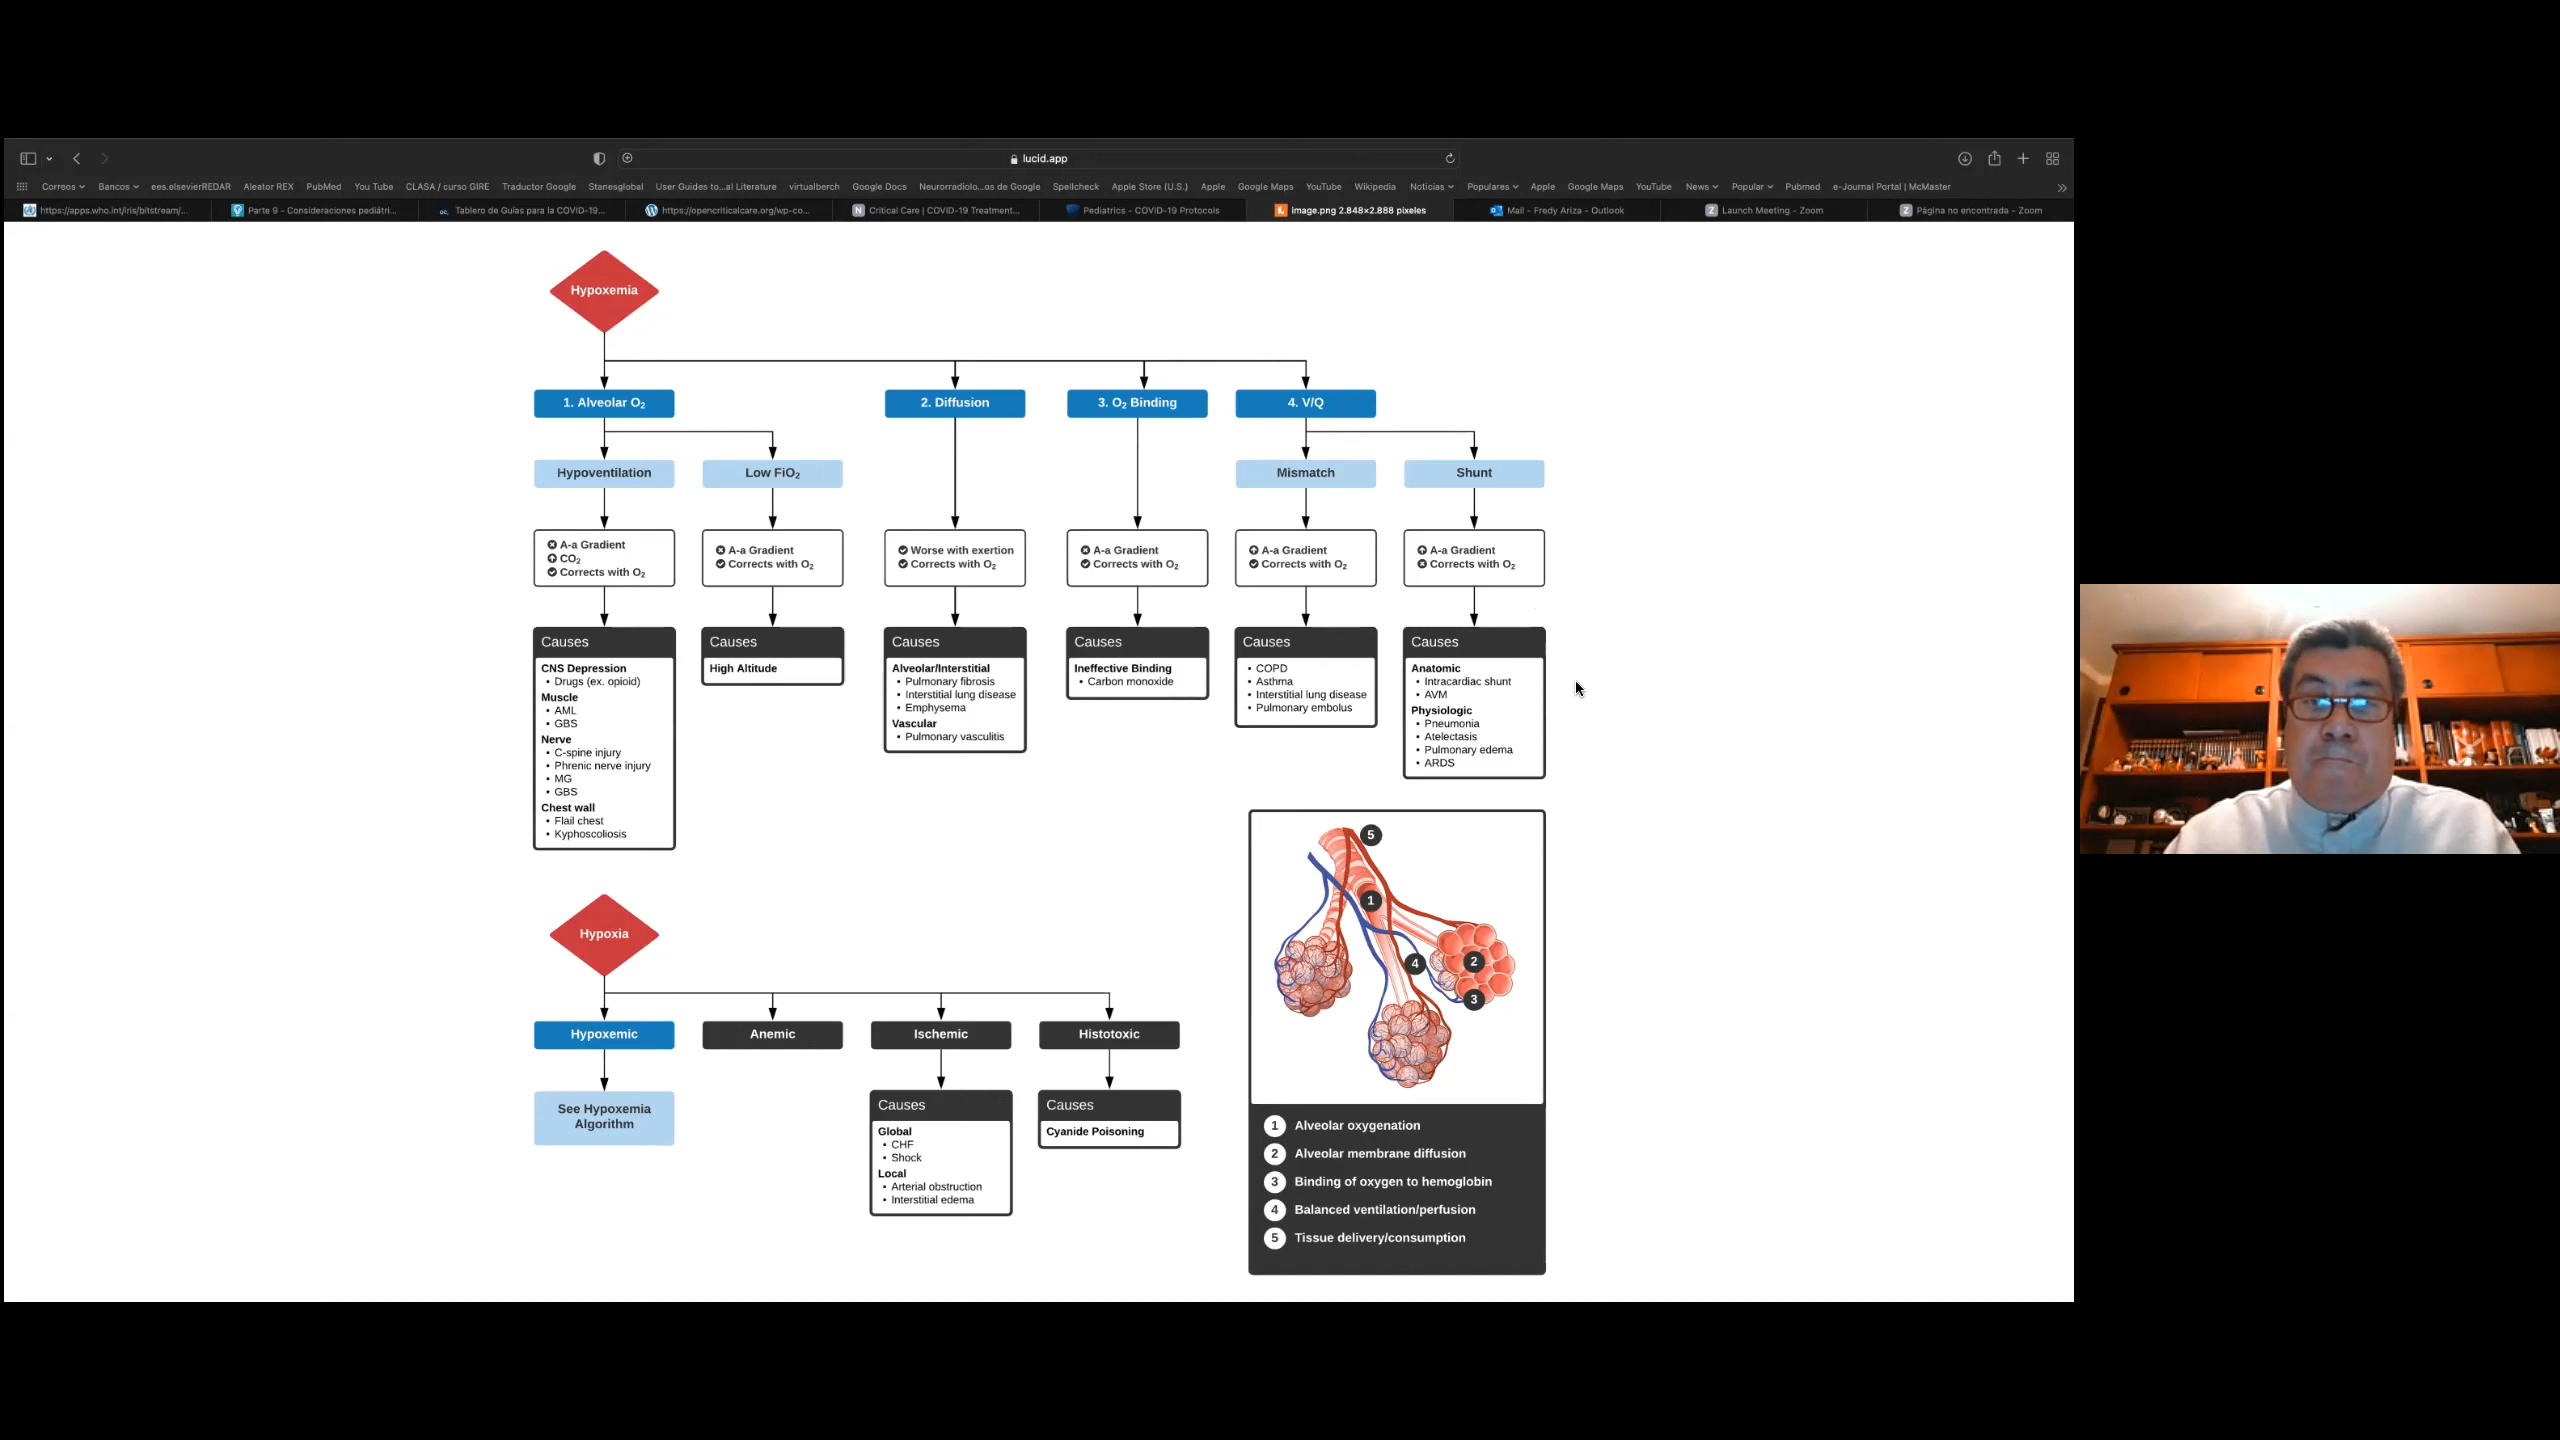 lucid.app
Correos
Bancos
ees.elsevierREDAR
Aleator REX
PubMed
You Tube
CLASA / curso GIRE
Traductor Google
Stanesglobal
User Guides to...al Literature
virtualberch
Google Docs
Neurorradiolo...os de Google
Spellcheck
Apple Store (U.S.)
Apple
Google Maps
YouTube
Wikipedia
Noticias
Populares
Apple
Google Maps
YouTube
News
Popular
Pubmed
e-Journal Portal | McMaster
https://apps.who.int/iris/bitstream/...
Parte 9 - Consideraciones pediátri...
Tablero de Guías para la COVID-19...
https://opencriticalcare.org/wp-co...
Critical Care | COVID-19 Treatment...
Pediatrics - COVID-19 Protocols
image.png 2.848×2.888 pixeles
Mail - Fredy Ariza - Outlook
Launch Meeting - Zoom
Página no encontrada - Zoom
Hypoxemia
1. Alveolar O₂
2. Diffusion
3. O₂ Binding
4. V/Q
Hypoventilation
Low FiO₂
Mismatch
Shunt
A-a Gradient
CO₂
Corrects with O₂
A-a Gradient
Corrects with O₂
Worse with exertion
Corrects with O₂
A-a Gradient
Corrects with O₂
A-a Gradient
Corrects with O₂
A-a Gradient
Corrects with O₂
Causes
CNS Depression
• Drugs (ex. opioid)
Muscle
• AML
• GBS
Nerve
• C-spine injury
• Phrenic nerve injury
• MG
• GBS
Chest wall
• Flail chest
• Kyphoscoliosis
Causes
High Altitude
Causes
Alveolar/Interstitial
• Pulmonary fibrosis
• Interstitial lung disease
• Emphysema
Vascular
• Pulmonary vasculitis
Causes
Ineffective Binding
• Carbon monoxide
Causes
• COPD
• Asthma
• Interstitial lung disease
• Pulmonary embolus
Causes
Anatomic
• Intracardiac shunt
• AVM
Physiologic
• Pneumonia
• Atelectasis
• Pulmonary edema
• ARDS
Hypoxia
Hypoxemic
Anemic
Ischemic
Histotoxic
See Hypoxemia
Algorithm
Causes
Global
• CHF
• Shock
Local
• Arterial obstruction
• Interstitial edema
Causes
Cyanide Poisoning
5
1
4
2
3
1 Alveolar oxygenation
2 Alveolar membrane diffusion
3 Binding of oxygen to hemoglobin
4 Balanced ventilation/perfusion
5 Tissue delivery/consumption